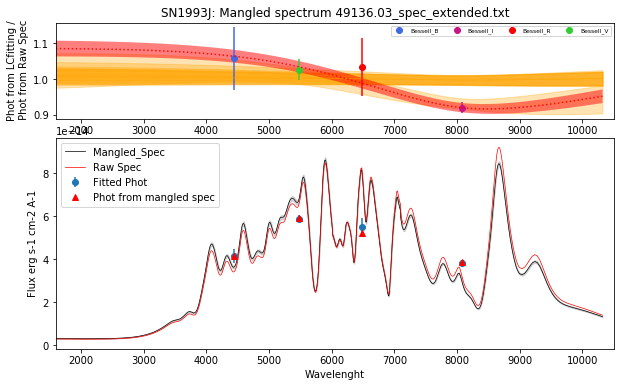 SN1993J: Mangled spectrum 49136.03_spec_extended.txt
Phot from LCfitting /
Phot from Raw Spec
1.1
1.0
0.9
Bessell_B
Bessell_I
Bessell_R
Bessell_V
2000 3000 4000 5000 6000 7000 8000 9000 10000
1e−14
Mangled_Spec
Raw Spec
Fitted Phot
Phot from mangled spec
Flux erg s-1 cm-2 A-1
8
6
4
2
0
2000 3000 4000 5000 6000 7000 8000 9000 10000
Wavelenght